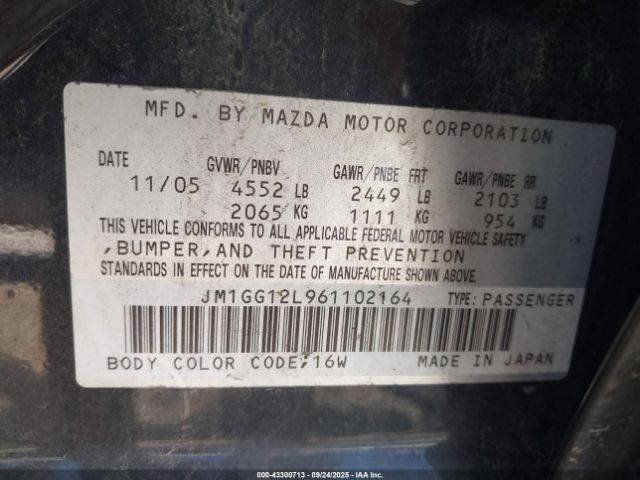 MFD. BY MAZDA MOTOR CORPORATION
DATE GVWR/PNBV GAWR/PNBE FRT GAWR/PNBE RR
11/05 4552 LB 2449 LB 2103 LB
2065 KG 1111 KG 954 KG
THIS VEHICLE CONFORMS TO ALL APPLICABLE FEDERAL MOTOR VEHICLE SAFETY
,BUMPER,AND THEFT PREVENTION
STANDARDS IN EFFECT ON THE DATE OF MANUFACTURE SHOWN ABOVE.
JM1GG12L961102164 TYPE: PASSENGER
BODY COLOR CODE;16W MADE IN JAPAN
000-43300713 - 09/24/2025 - IAA Inc.